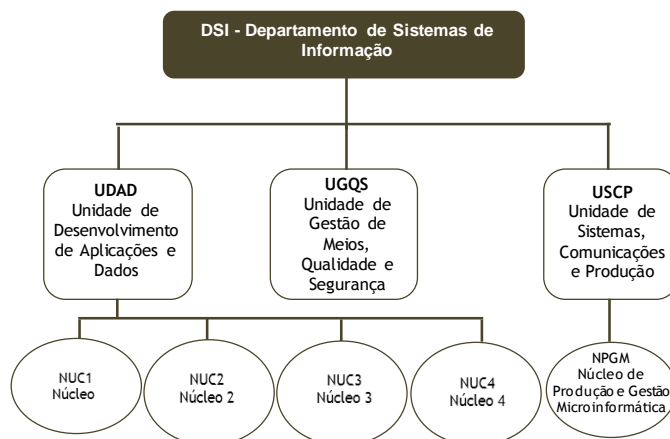 DSI - Departamento de Sistemas de
Informação
UDAD
Unidade de
Desenvolvimento
de Aplicações e
Dados
UGQS
Unidade de
Gestão de
Meios,
Qualidade e
Segurança
USCP
Unidade de
Sistemas,
Comunicações
e Produção
NUC1
Núcleo
NUC2
Núcleo 2
NUC3
Núcleo 3
NUC4
Núcleo 4
NPGM
Núcleo de
Produção e Gestão
Microinformática